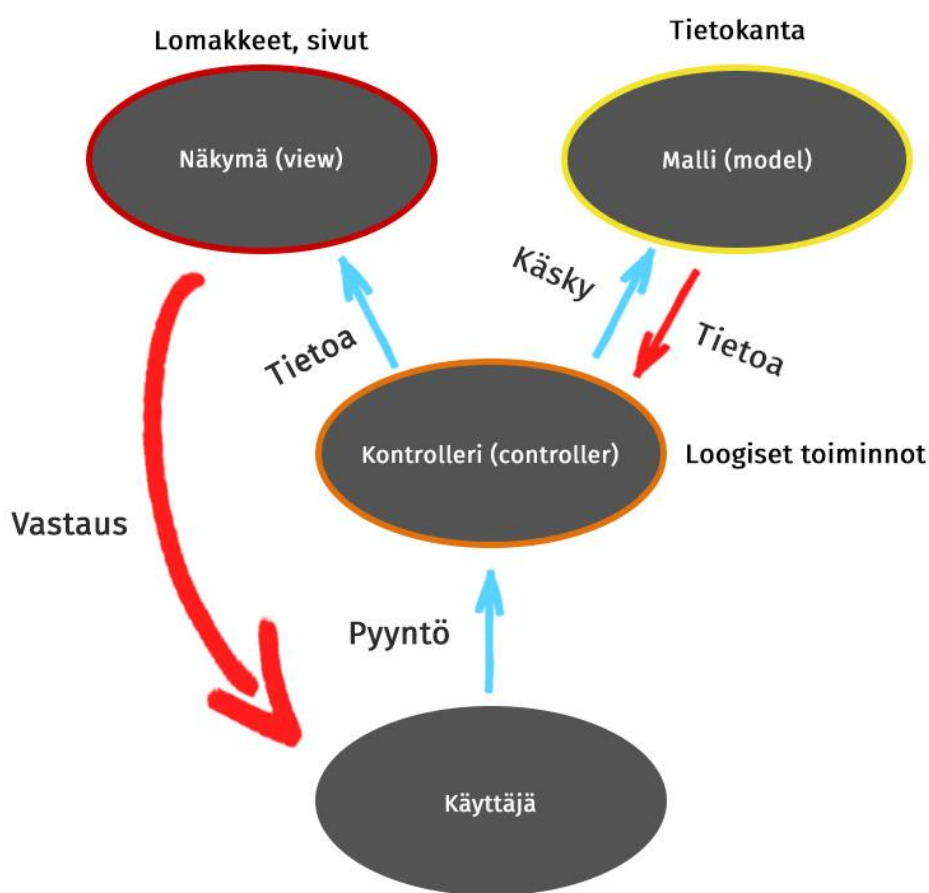 Lomakkeet, sivut
Tietokanta
Näkymä (view)
Malli (model)
Käsky
Tietoa
Tietoa
Kontrolleri (controller)
Loogiset toiminnot
Vastaus
Pyyntö
Käyttäjä